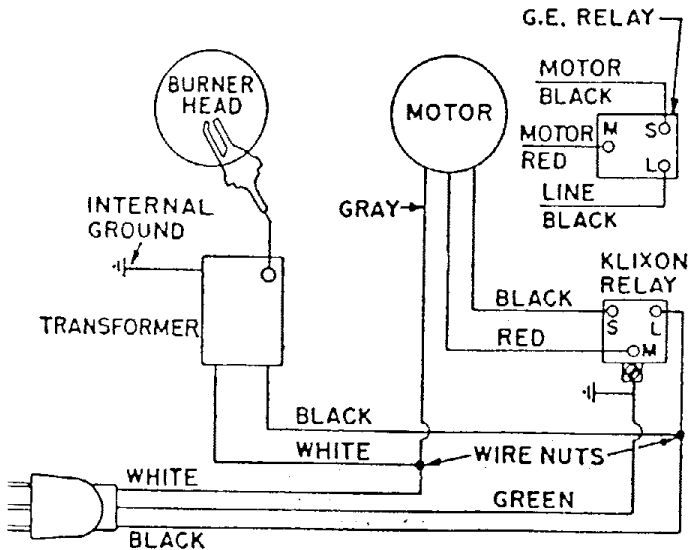 G.E. RELAY
BURNER
HEAD
MOTOR
MOTOR
BLACK
M
S
MOTOR
RED
L
LINE
BLACK
INTERNAL
GROUND
GRAY
TRANSFORMER
KLIXON
RELAY
BLACK
S
L
RED
M
BLACK
WHITE
WIRE NUTS
WHITE
GREEN
BLACK